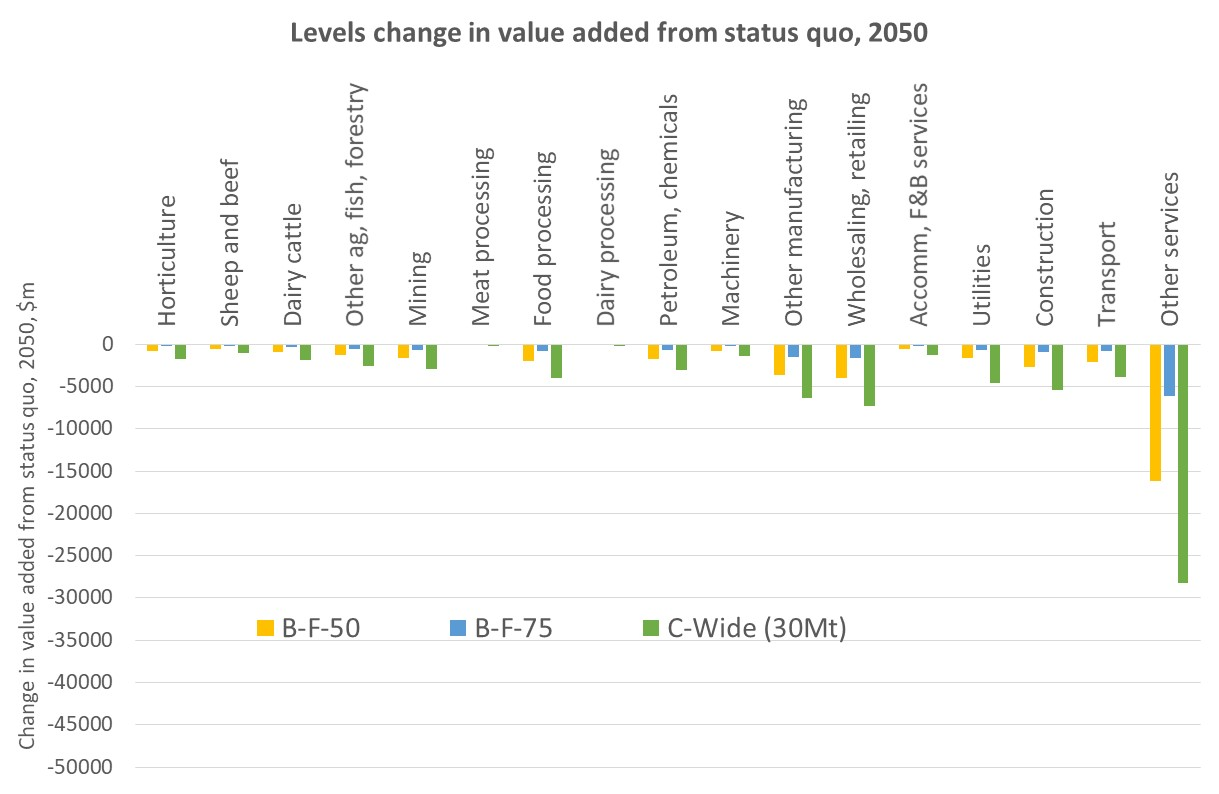 Levels change in value added from status quo, 2050
Change in value added from status quo, 2050, $m
Horticulture
Sheep and beef
Dairy cattle
Other ag, fish, forestry
Mining
Meat processing
Food processing
Dairy processing
Petroleum, chemicals
Machinery
Other manufacturing
Wholesaling, retailing
Accomm, F&B services
Utilities
Construction
Transport
Other services
0
-5000
-10000
-15000
-20000
-25000
-30000
-35000
-40000
-45000
-50000
B-F-50
B-F-75
C-Wide (30Mt)